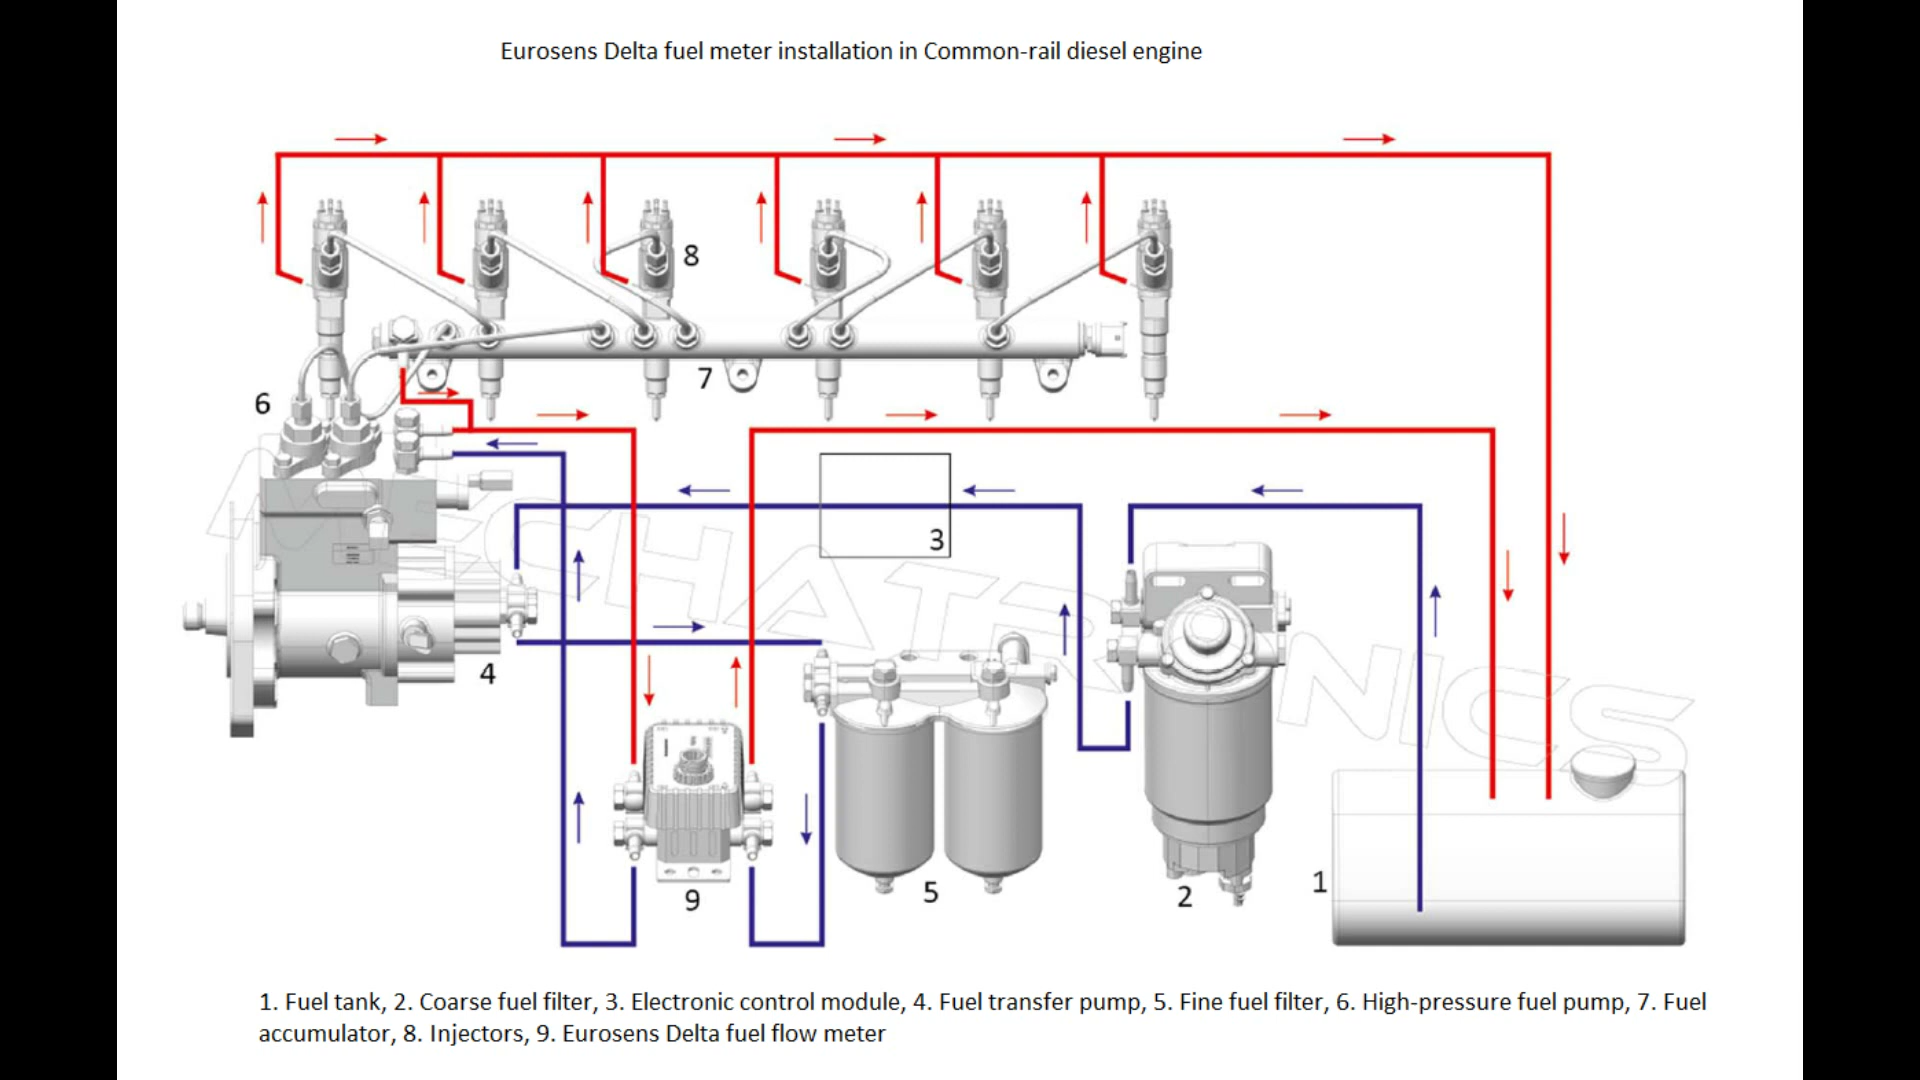 Eurosens Delta fuel meter installation in Common-rail diesel engine
8
7
6
3
4
9
5
2
1
MECHATRONICS
1. Fuel tank, 2. Coarse fuel filter, 3. Electronic control module, 4. Fuel transfer pump, 5. Fine fuel filter, 6. High-pressure fuel pump, 7. Fuel
accumulator, 8. Injectors, 9. Eurosens Delta fuel flow meter